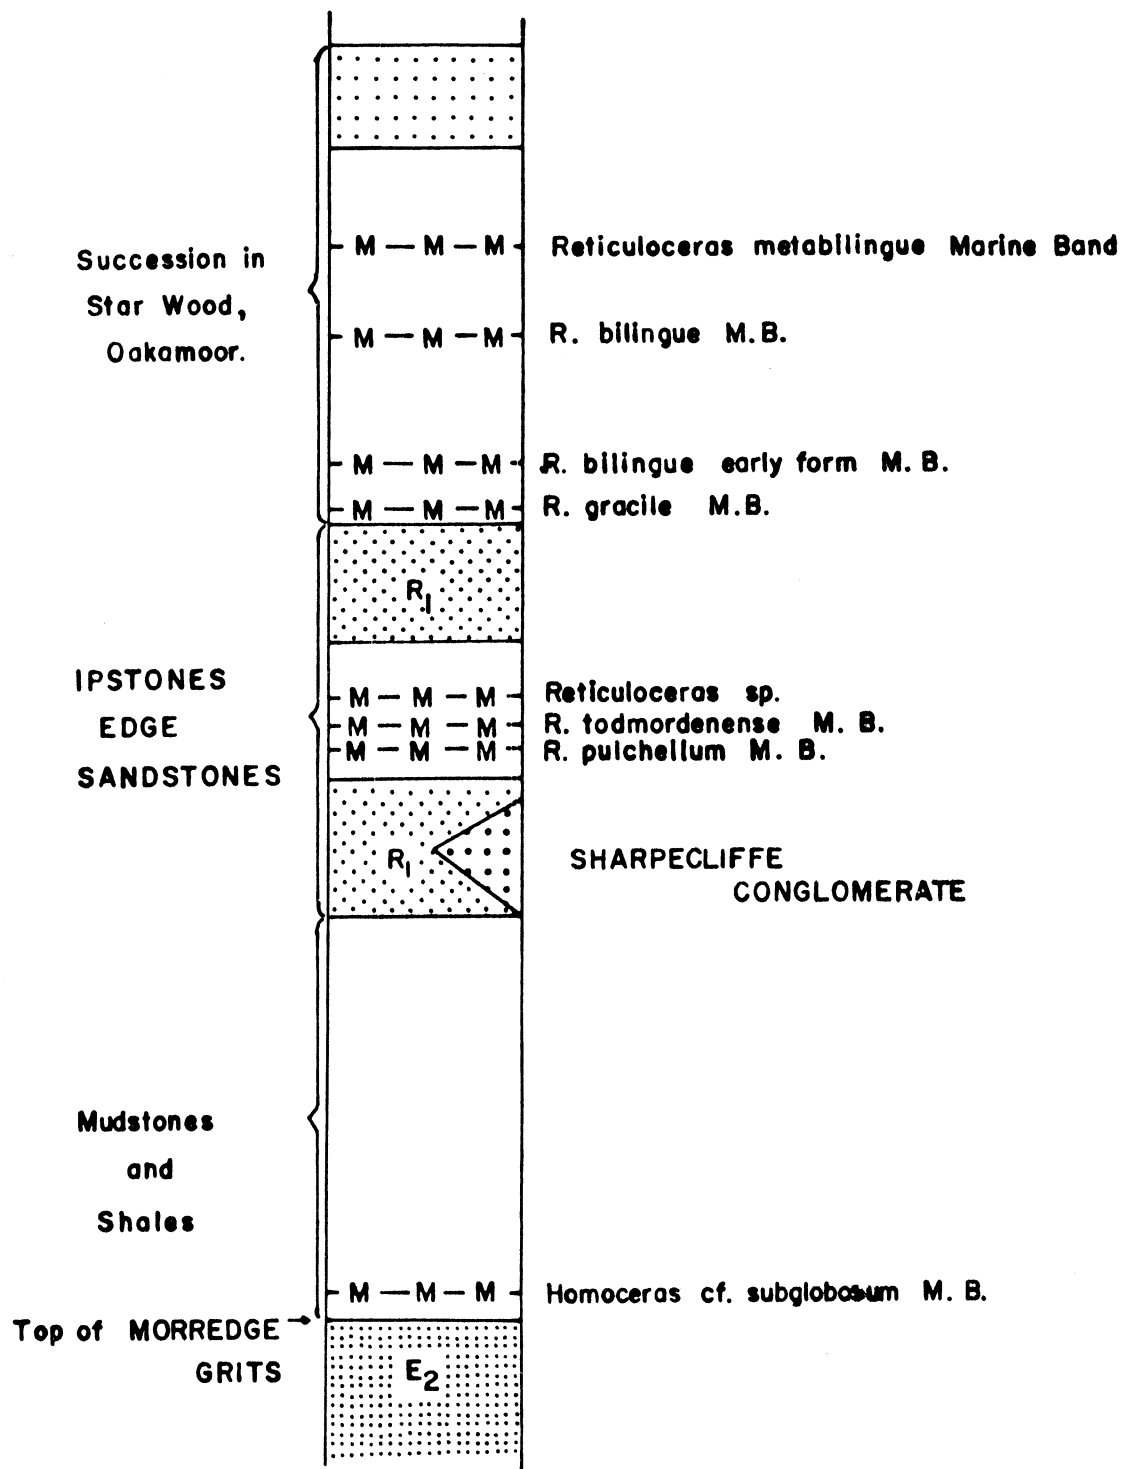 M — M — M Reticuloceras metabilingue Marine Band
Succession in
Star Wood,
Oakamoor.
M — M — M R. bilingue M.B.
M — M — M R. bilingue early form M. B.
M — M — M R. gracile M.B.
R1
IPSTONES
EDGE
SANDSTONES
M — M — M Reticuloceras sp.
M — M — M R. todmordenense M. B.
M — M — M R. pulchellum M. B.
R1
SHARPECLIFFE
CONGLOMERATE
Mudstones
and
Shales
M — M — M Homoceras cf. subglobosum M. B.
Top of MORREDGE
GRITS
E2